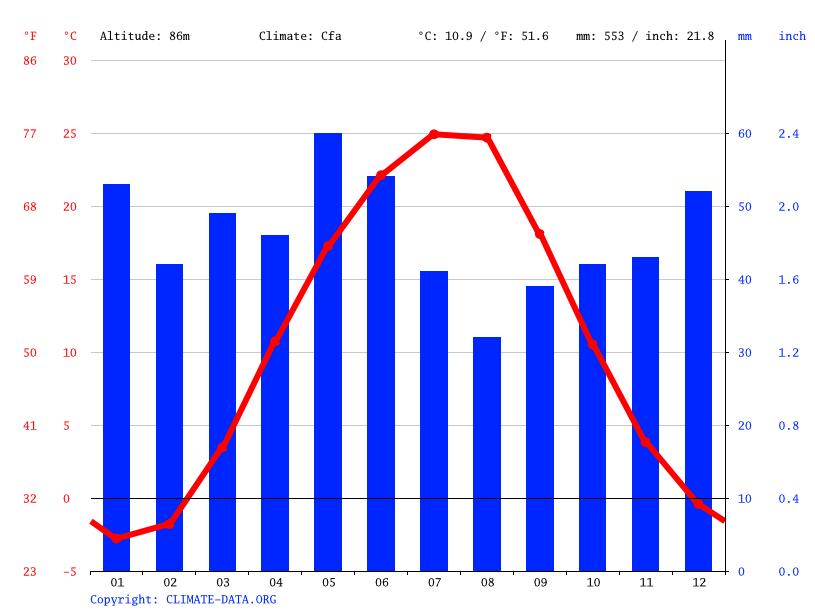 °F °C Altitude: 86m Climate: Cfa °C: 10.9 / °F: 51.6 mm: 553 / inch: 21.8 mm inch
86 30
77 25 60 2.4
68 20 50 2.0
59 15 40 1.6
50 10 30 1.2
41 5 20 0.8
32 0 10 0.4
23 -5 0 0.0
01 02 03 04 05 06 07 08 09 10 11 12
Copyright: CLIMATE-DATA.ORG